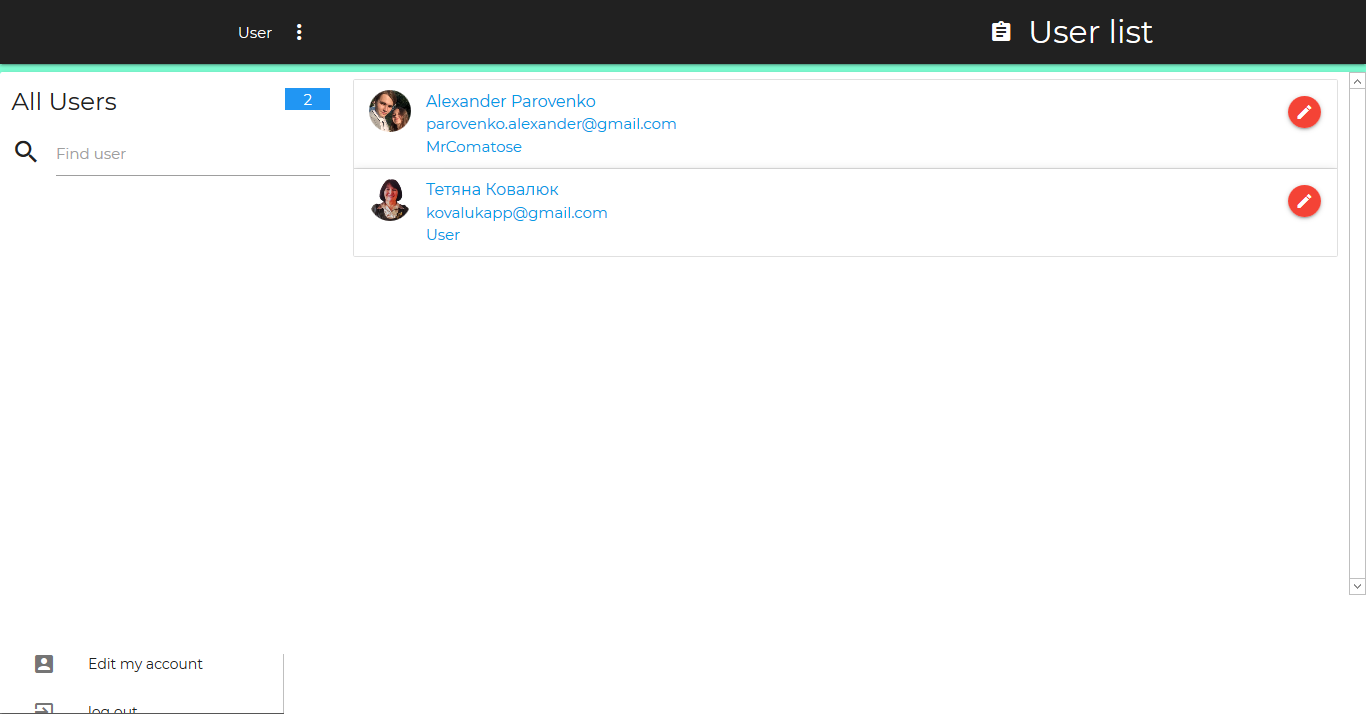 User
User list
All Users
2
Find user
Alexander Parovenko
parovenko.alexander@gmail.com
MrComatose
Тетяна Ковалюк
kovalukapp@gmail.com
User
Edit my account
log out